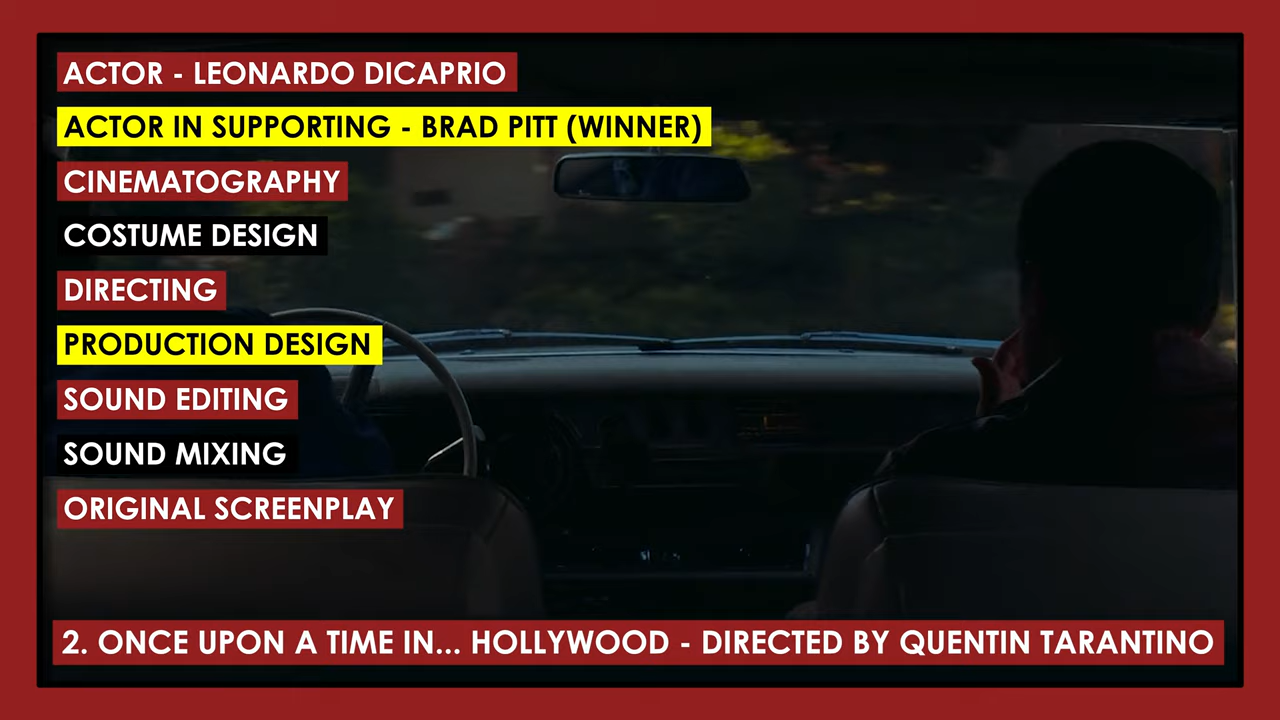 ACTOR - LEONARDO DICAPRIO
ACTOR IN SUPPORTING - BRAD PITT (WINNER)
CINEMATOGRAPHY
COSTUME DESIGN
DIRECTING
PRODUCTION DESIGN
SOUND EDITING
SOUND MIXING
ORIGINAL SCREENPLAY
2. ONCE UPON A TIME IN... HOLLYWOOD - DIRECTED BY QUENTIN TARANTINO